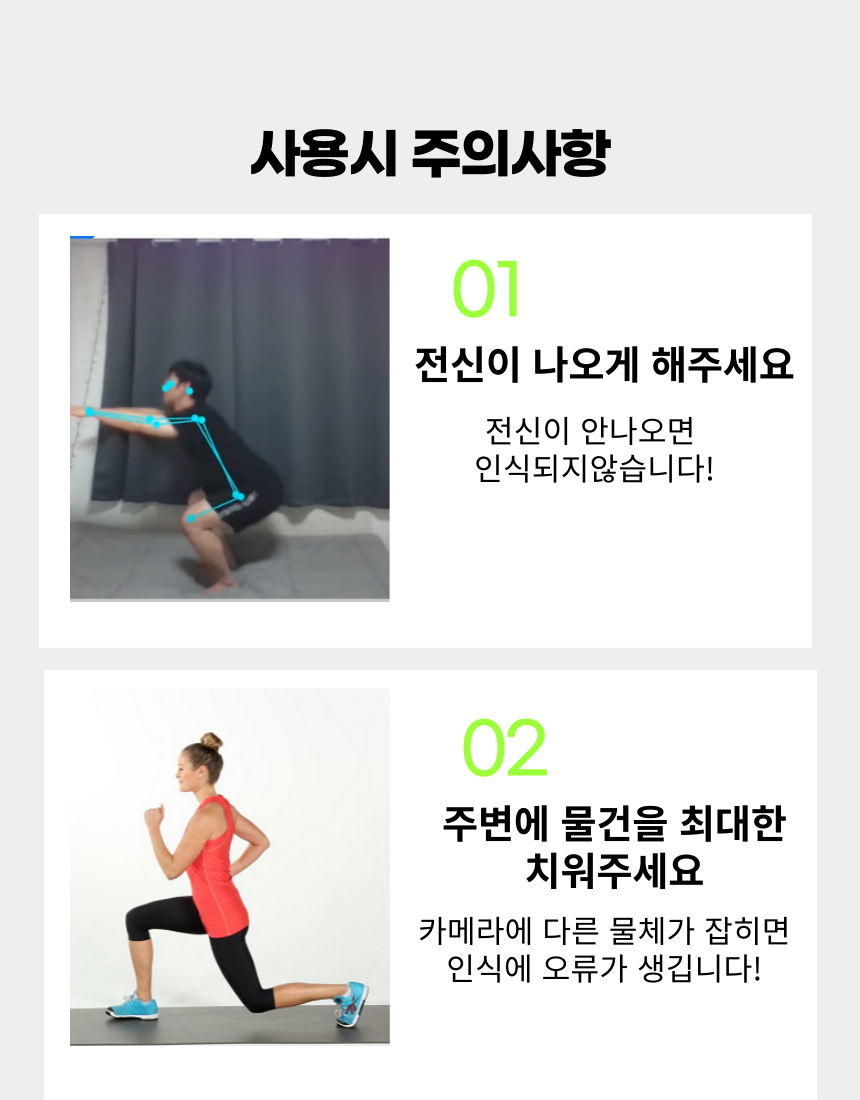 사용시 주의사항
01
전신이 나오게 해주세요
전신이 안나오면
인식되지않습니다!
02
주변에 물건을 최대한
치워주세요
카메라에 다른 물체가 잡히면
인식에 오류가 생깁니다!